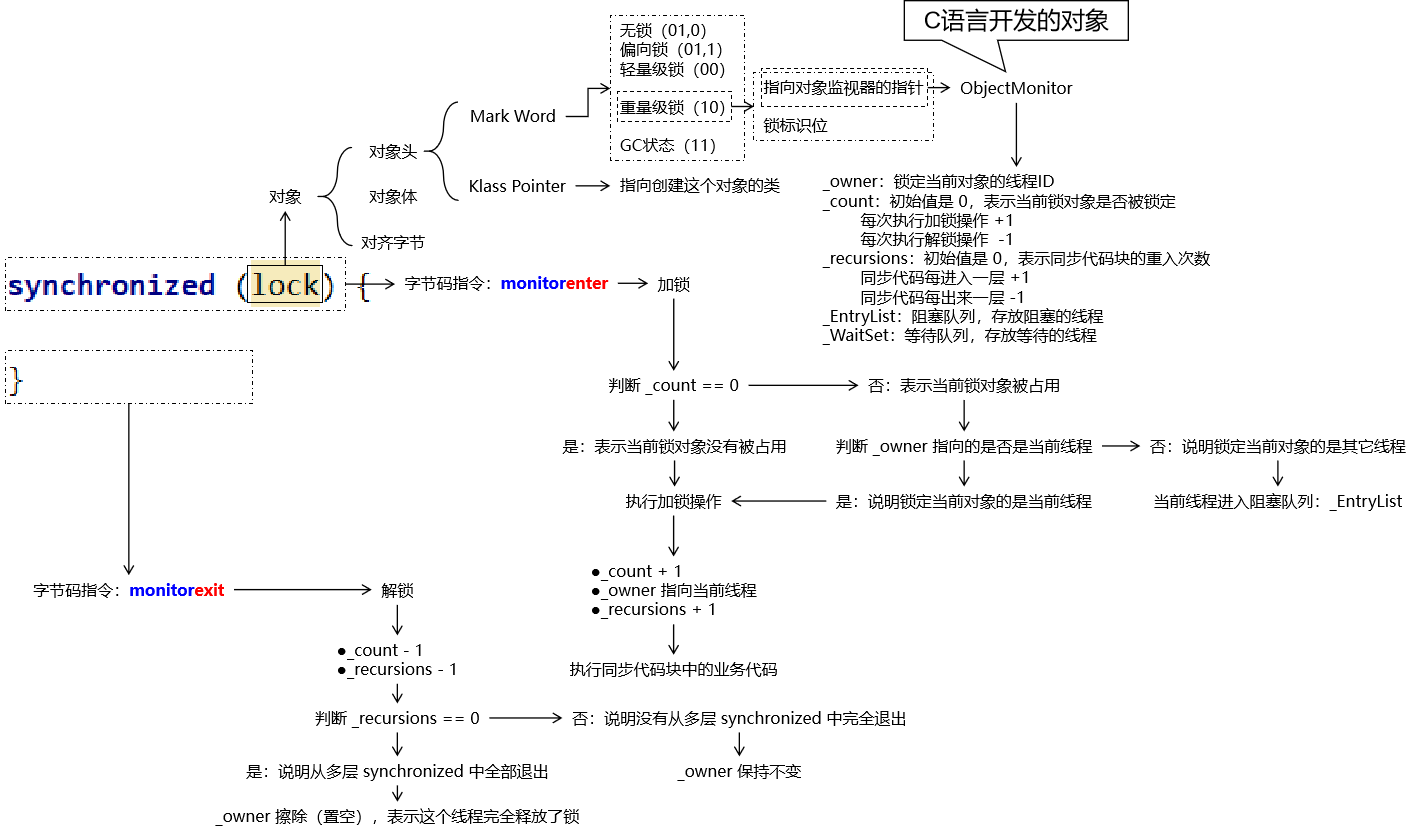 C语言开发的对象
无锁（01,0）
偏向锁（01,1）
轻量级锁（00）
重量级锁（10）
GC状态（11）
指向对象监视器的指针
锁标识位
ObjectMonitor
Mark Word
对象头
Klass Pointer
指向创建这个对象的类
对象
对象体
对齐字节
_owner：锁定当前对象的线程ID
_count：初始值是 0，表示当前锁对象是否被锁定
每次执行加锁操作 +1
每次执行解锁操作 -1
_recursions：初始值是 0，表示同步代码块的重入次数
同步代码每进入一层 +1
同步代码每出来一层 -1
_EntryList：阻塞队列，存放阻塞的线程
_WaitSet：等待队列，存放等待的线程
synchronized (lock) {
字节码指令：monitorenter
加锁
}
判断 _count == 0
否：表示当前锁对象被占用
是：表示当前锁对象没有被占用
判断 _owner 指向的是否是当前线程
否：说明锁定当前对象的是其它线程
执行加锁操作
是：说明锁定当前对象的是当前线程
当前线程进入阻塞队列：_EntryList
●_count + 1
●_owner 指向当前线程
●_recursions + 1
执行同步代码块中的业务代码
字节码指令：monitorexit
解锁
●_count - 1
●_recursions - 1
判断 _recursions == 0
否：说明没有从多层 synchronized 中完全退出
是：说明从多层 synchronized 中全部退出
_owner 保持不变
_owner 擦除（置空），表示这个线程完全释放了锁